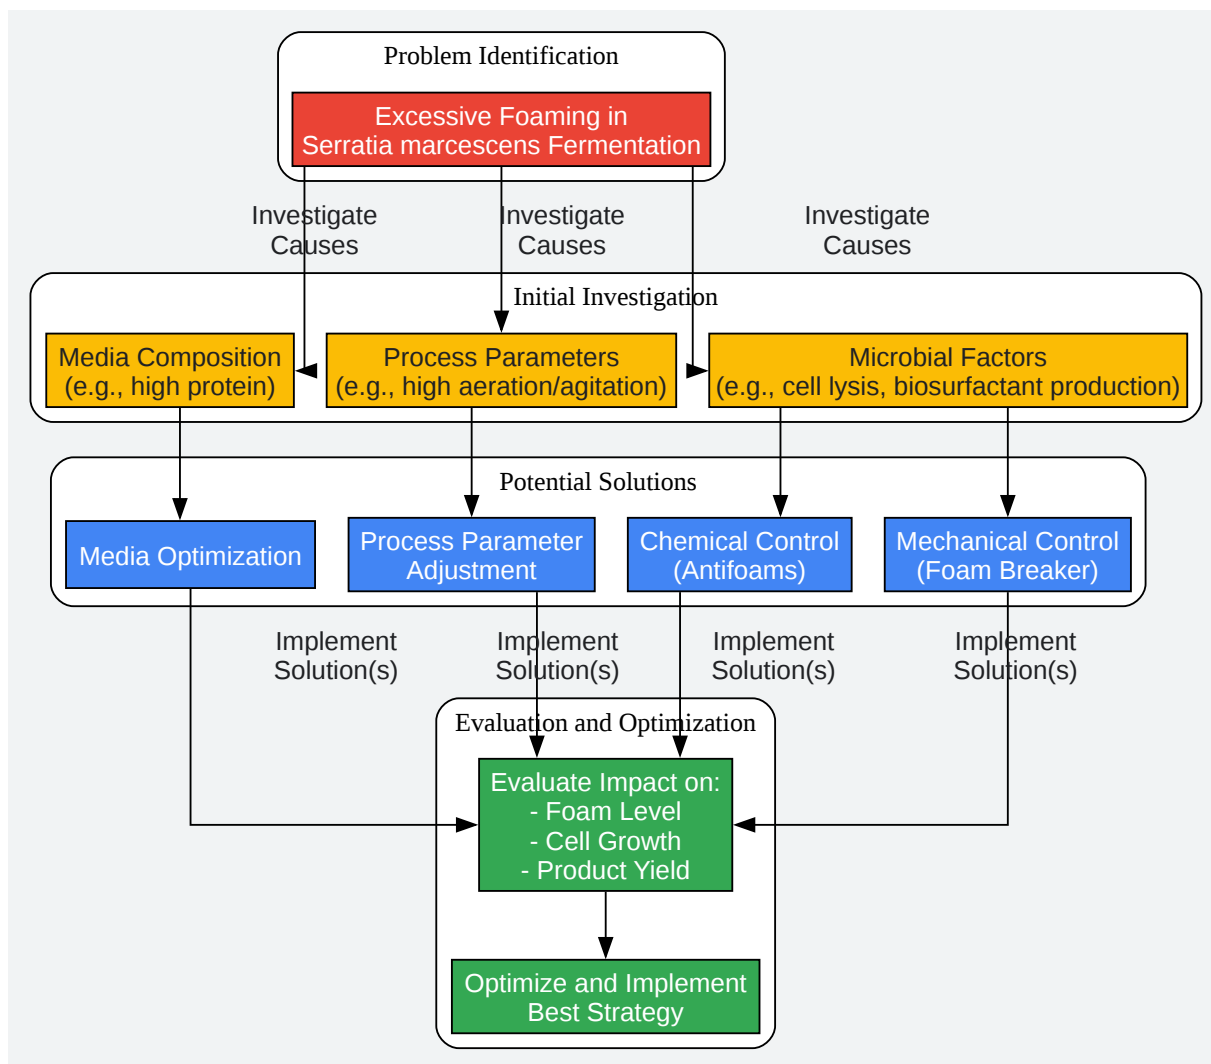 Problem Identification
Excessive Foaming in
Serratia marcescens Fermentation
Investigate
Causes
Investigate
Causes
Investigate
Causes
Initial Investigation
Media Composition
(e.g., high protein)
Process Parameters
(e.g., high aeration/agitation)
Microbial Factors
(e.g., cell lysis, biosurfactant production)
Potential Solutions
Media Optimization
Process Parameter
Adjustment
Chemical Control
(Antifoams)
Mechanical Control
(Foam Breaker)
Implement
Solution(s)
Implement
Solution(s)
Implement
Solution(s)
Implement
Solution(s)
Evaluation and Optimization
Evaluate Impact on:
- Foam Level
- Cell Growth
- Product Yield
Optimize and Implement
Best Strategy